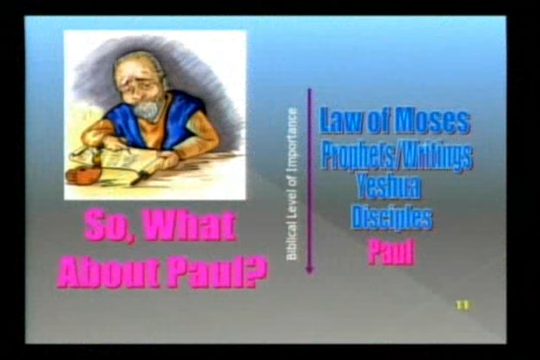 So, What
About Paul?
Biblical Level of Importance
Law of Moses
Prophets/Writings
Yeshua
Disciples
Paul
11